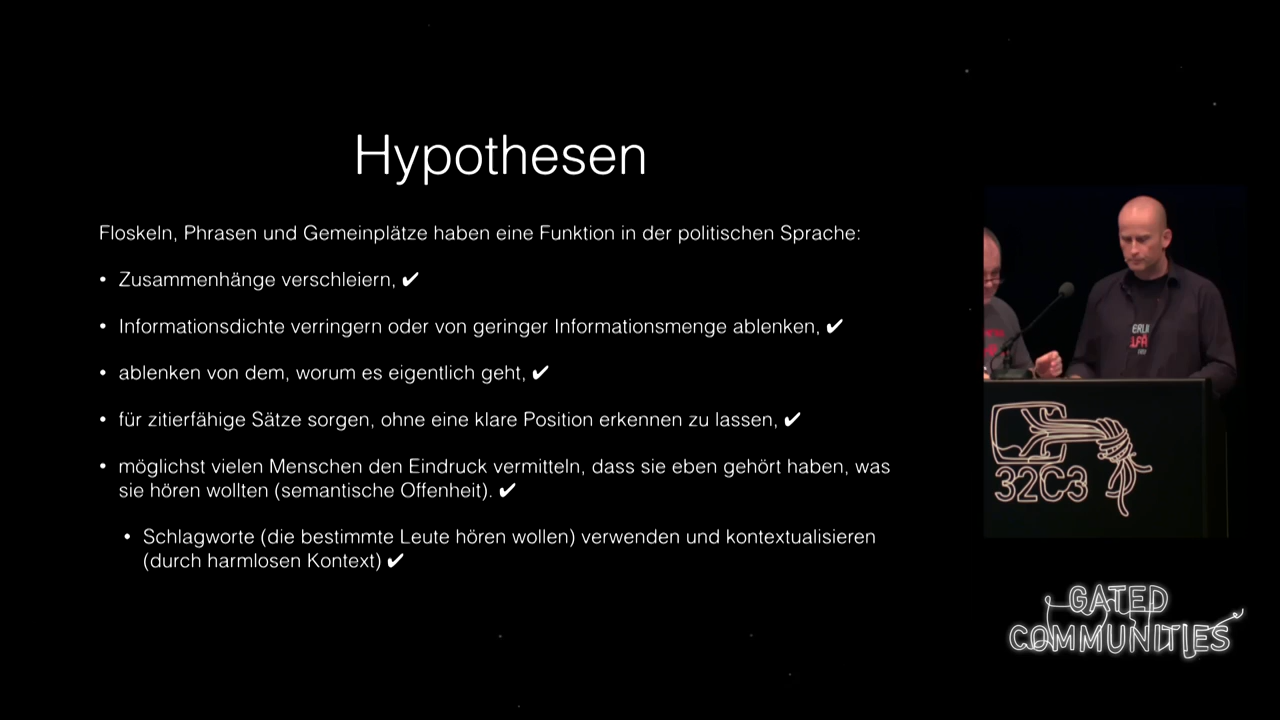 Hypothesen
Floskeln, Phrasen und Gemeinplätze haben eine Funktion in der politischen Sprache:
• Zusammenhänge verschleiern, ✔
• Informationsdichte verringern oder von geringer Informationsmenge ablenken, ✔
• ablenken von dem, worum es eigentlich geht, ✔
• für zitierfähige Sätze sorgen, ohne eine klare Position erkennen zu lassen, ✔
• möglichst vielen Menschen den Eindruck vermitteln, dass sie eben gehört haben, was
sie hören wollten (semantische Offenheit). ✔
• Schlagworte (die bestimmte Leute hören wollen) verwenden und kontextualisieren
(durch harmlosen Kontext) ✔
32C3
GATED
COMMUNITIES